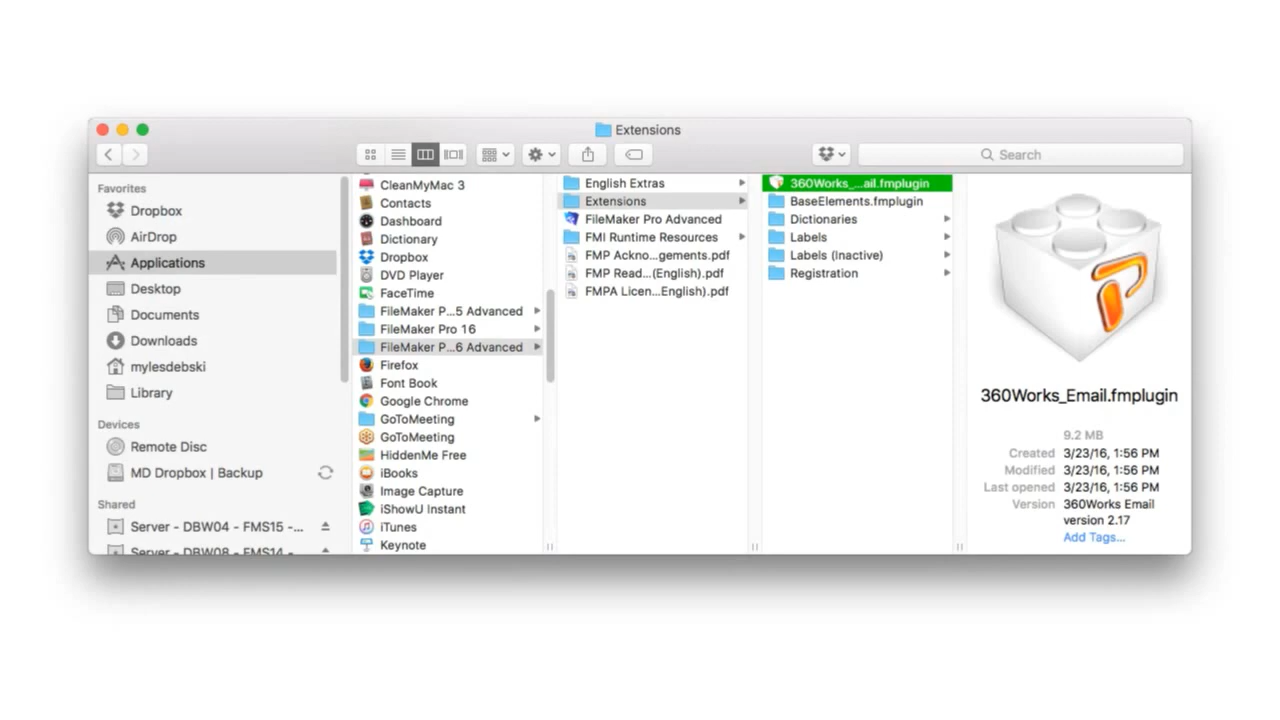 Extensions
Search
Favorites
Dropbox
AirDrop
Applications
Desktop
Documents
Downloads
mylesdebski
Library
Devices
Remote Disc
MD Dropbox | Backup
Shared
Server - DBW04 - FMS15 -...
Server - DBW08 - FMS14 -
CleanMyMac 3
Contacts
Dashboard
Dictionary
Dropbox
DVD Player
FaceTime
FileMaker P...5 Advanced
FileMaker Pro 16
FileMaker P...6 Advanced
Firefox
Font Book
Google Chrome
GoToMeeting
GoToMeeting
HiddenMe Free
iBooks
Image Capture
iShowU Instant
iTunes
Keynote
English Extras
Extensions
FileMaker Pro Advanced
FMI Runtime Resources
FMP Ackno...gements.pdf
FMP Read...(English).pdf
FMPA Licen...English).pdf
360Works_...ail.fmplugin
BaseElements.fmplugin
Dictionaries
Labels
Labels (Inactive)
Registration
360Works_Email.fmplugin
9.2 MB
Created 3/23/16, 1:56 PM
Modified 3/23/16, 1:56 PM
Last opened 3/23/16, 1:56 PM
Version 360Works Email
version 2.17
Add Tags...